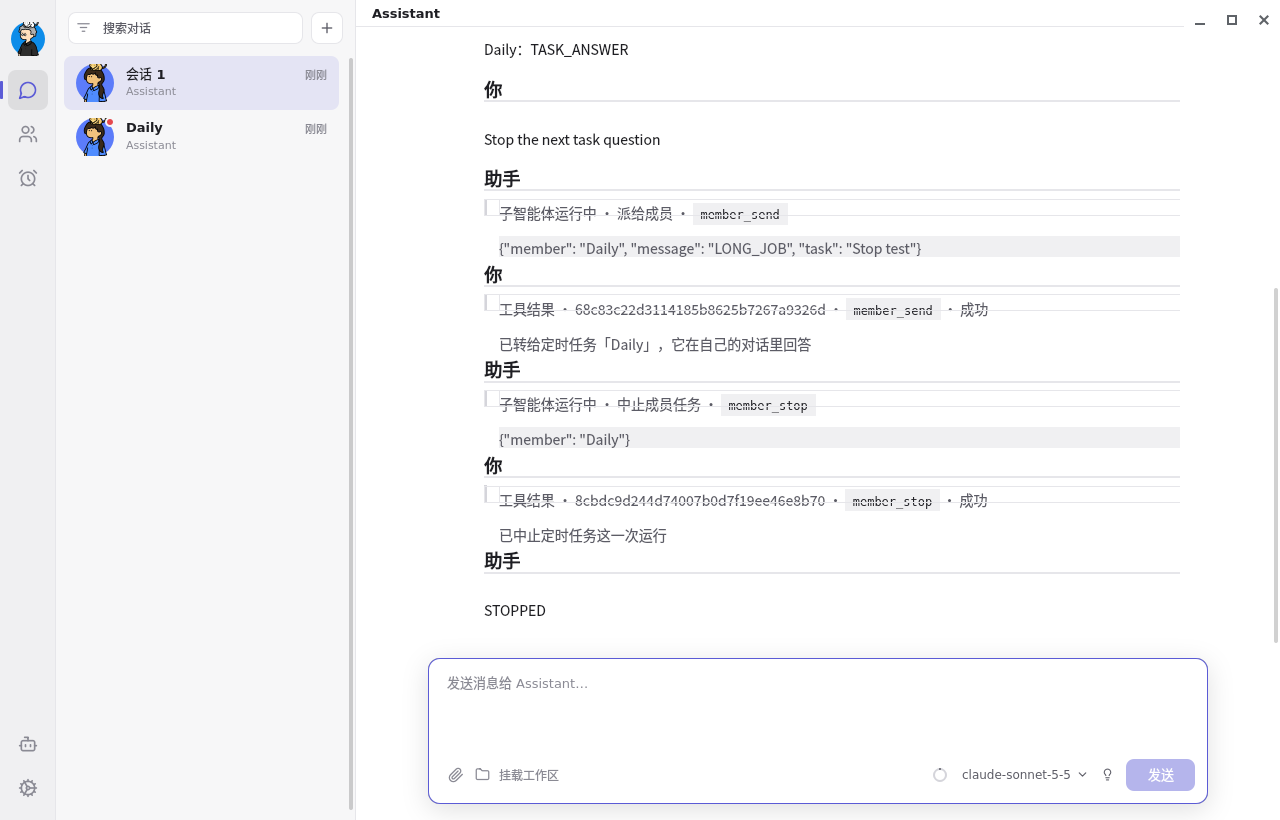 搜索对话
会话 1
刚刚
Assistant
Daily
刚刚
Assistant
Assistant
Daily：TASK_ANSWER
你
Stop the next task question
助手
子智能体运行中 · 派给成员 · member_send
{"member": "Daily", "message": "LONG_JOB", "task": "Stop test"}
你
工具结果 · 68c83c22d3114185b8625b7267a9326d · member_send · 成功
已转给定时任务「Daily」，它在自己的对话里回答
助手
子智能体运行中 · 中止成员任务 · member_stop
{"member": "Daily"}
你
工具结果 · 8cbdc9d244d74007b0d7f19ee46e8b70 · member_stop · 成功
已中止定时任务这一次运行
助手
STOPPED
发送消息给 Assistant…
挂载工作区
claude-sonnet-5-5
发送